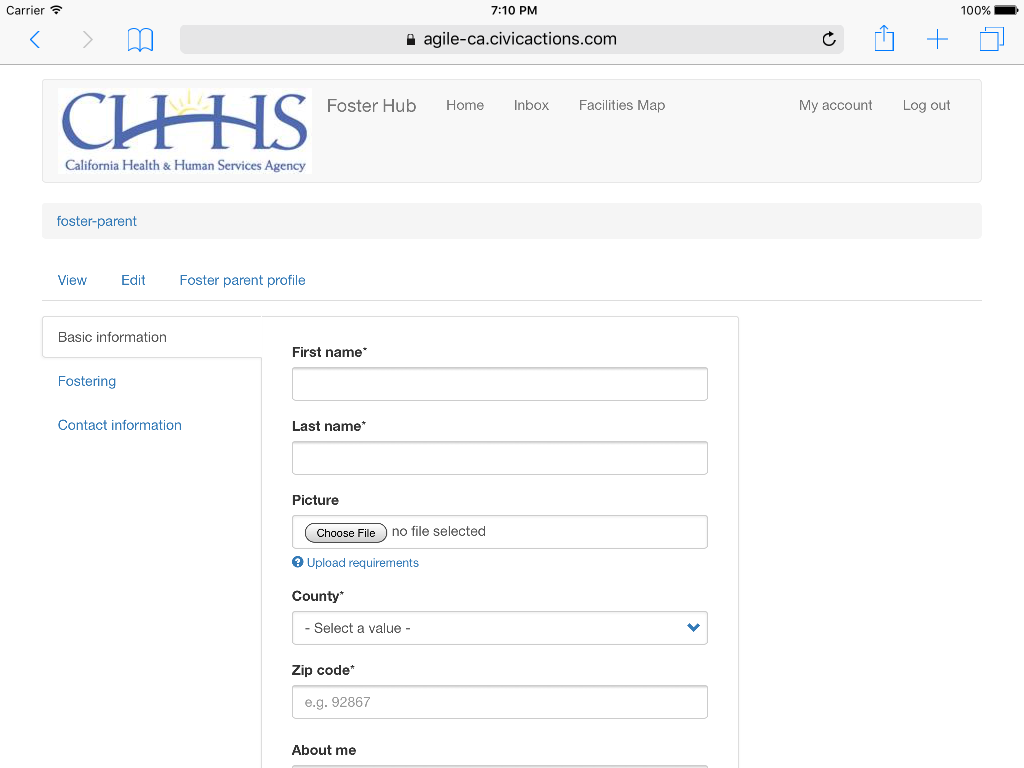 Carrier 7:10 PM 100%
agile-ca.civicactions.com
CHHS
California Health & Human Services Agency
Foster Hub Home Inbox Facilities Map My account Log out
foster-parent
View Edit Foster parent profile
Basic information
Fostering
Contact information
First name*
Last name*
Picture
Choose File no file selected
Upload requirements
County*
- Select a value -
Zip code*
e.g. 92867
About me